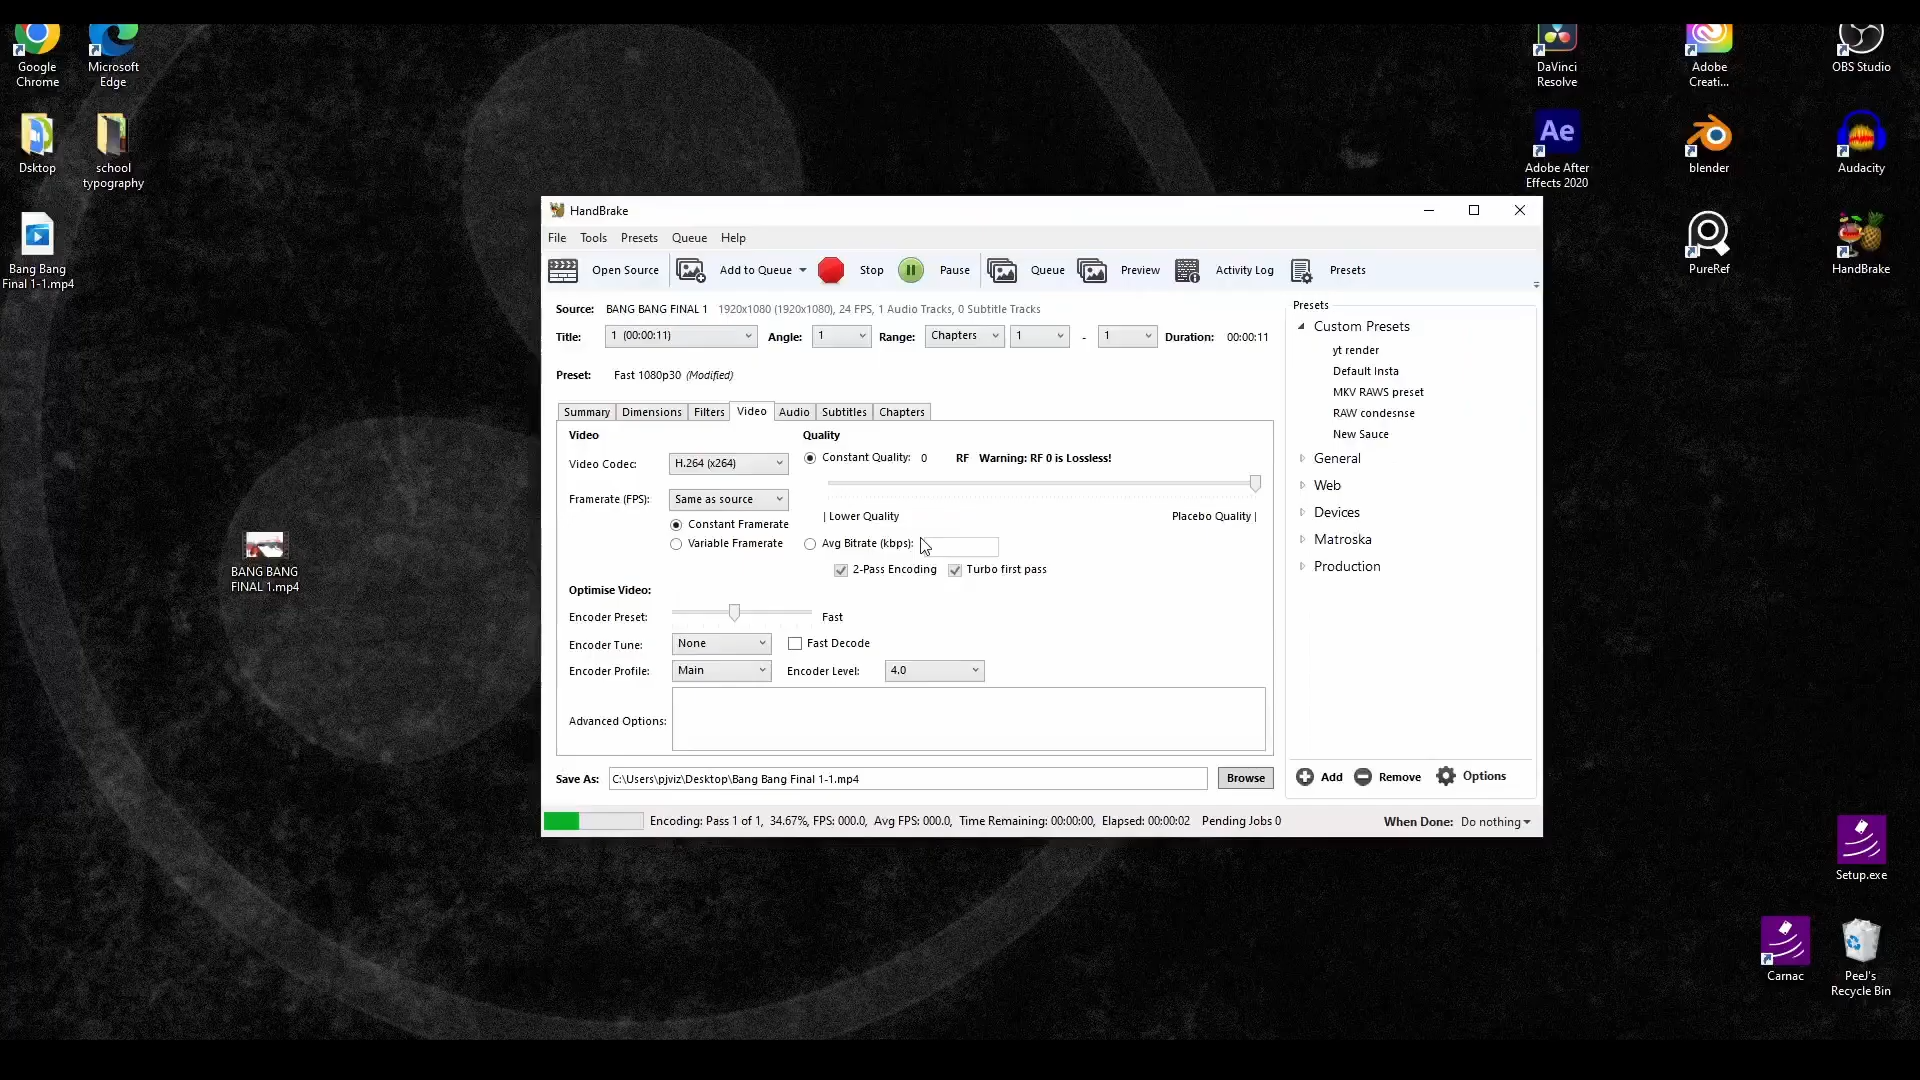 Google
Chrome
Microsoft
Edge
DaVinci
Resolve
Adobe
Creati...
OBS Studio
Dsktop
school
typography
Ae
Adobe After
Effects 2020
blender
Audacity
Bang Bang
Final 1-1.mp4
PureRef
HandBrake
BANG BANG
FINAL 1.mp4
HandBrake
File Tools Presets Queue Help
Open Source Add to Queue Stop Pause Queue Preview Activity Log Presets
Source: BANG BANG FINAL 1 1920x1080 (1920x1080), 24 FPS, 1 Audio Tracks, 0 Subtitle Tracks
Title: 1 (00:00:11) Angle: 1 Range: Chapters 1 - 1 Duration: 00:00:11
Preset: Fast 1080p30 (Modified)
Summary Dimensions Filters Video Audio Subtitles Chapters
Video
Video Codec: H.264 (x264)
Framerate (FPS): Same as source
Constant Framerate
Variable Framerate
Quality
Constant Quality: 0 RF Warning: RF 0 is Lossless!
| Lower Quality Placebo Quality |
Avg Bitrate (kbps):
2-Pass Encoding Turbo first pass
Optimise Video:
Encoder Preset: Fast
Encoder Tune: None Fast Decode
Encoder Profile: Main Encoder Level: 4.0
Advanced Options:
Save As: C:\Users\pjviz\Desktop\Bang Bang Final 1-1.mp4 Browse
Presets
Custom Presets
yt render
Default Insta
MKV RAWS preset
RAW condesnse
New Sauce
General
Web
Devices
Matroska
Production
Add Remove Options
Encoding: Pass 1 of 1, 34.67%, FPS: 000.0, Avg FPS: 000.0, Time Remaining: 00:00:00, Elapsed: 00:00:02 Pending Jobs 0
When Done: Do nothing
Setup.exe
Carnac
PeeJ's
Recycle Bin